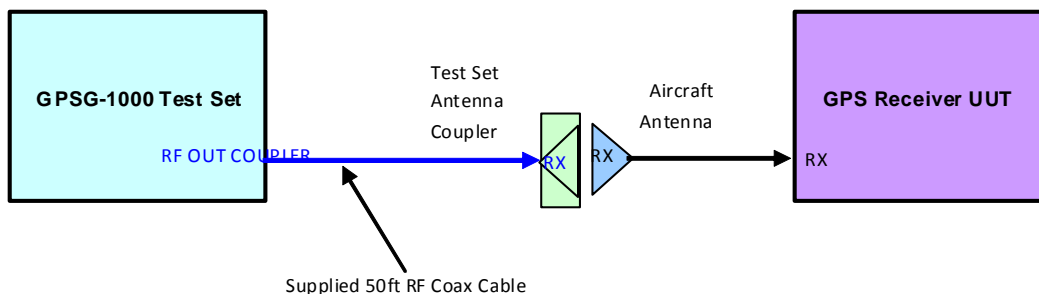 GPSG-1000 Test Set
RF OUT COUPLER
Test Set
Antenna
Coupler
RX
RX
Aircraft
Antenna
GPS Receiver UUT
RX
Supplied 50ft RF Coax Cable